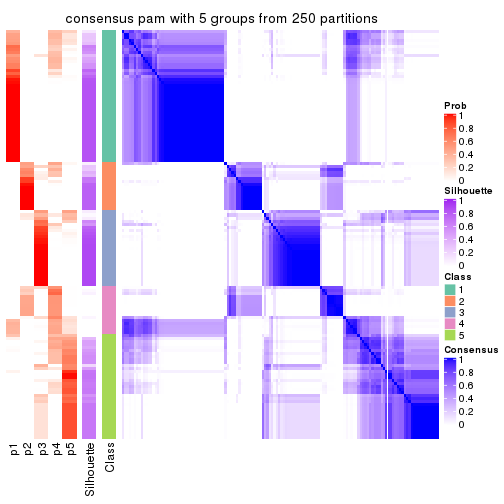 consensus pam with 5 groups from 250 partitions
Prob
1
0.8
0.6
0.4
0.2
0
Silhouette
1
0.8
0.6
0.4
0.2
0
Class
1
2
3
4
5
Consensus
1
0.8
0.6
0.4
0.2
0
p1
p2
p3
p4
p5
Silhouette
Class